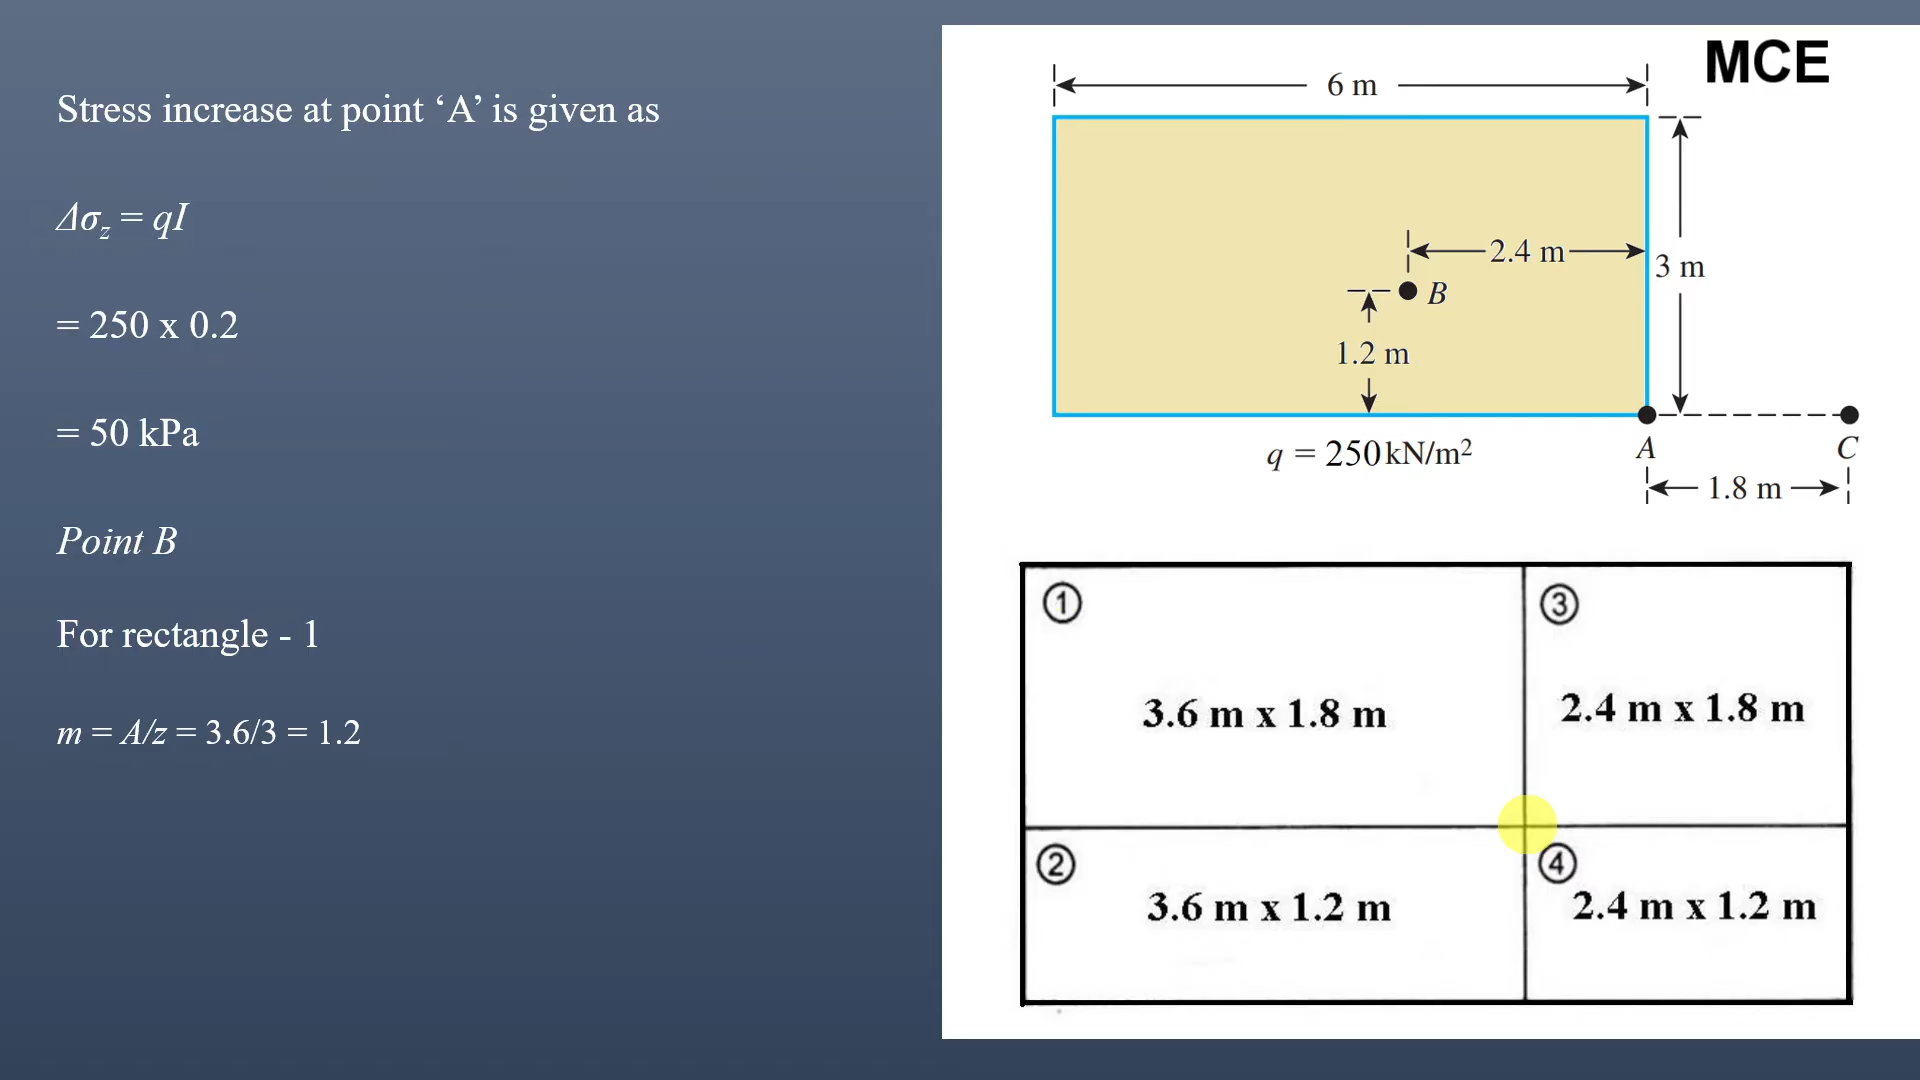 Stress increase at point ‘A’ is given as
Δσz = qI
= 250 x 0.2
= 50 kPa
Point B
For rectangle - 1
m = A/z = 3.6/3 = 1.2
MCE
6 m
2.4 m
3 m
B
1.2 m
q = 250 kN/m²
A
C
1.8 m
①
③
3.6 m x 1.8 m
2.4 m x 1.8 m
②
④
3.6 m x 1.2 m
2.4 m x 1.2 m